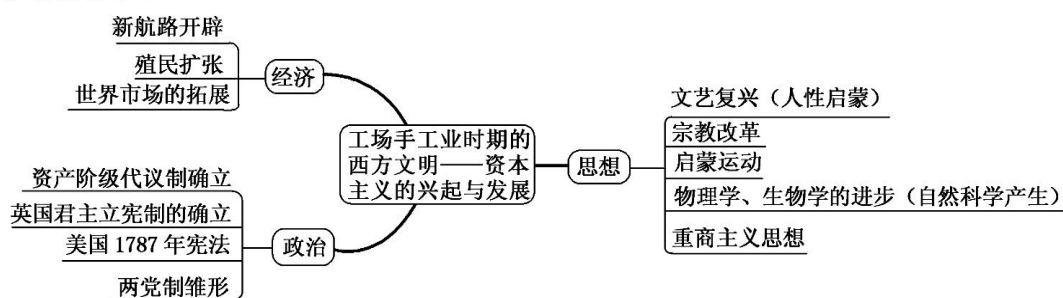 新航路开辟
殖民扩张
世界市场的拓展
经济
工场手工业时期的
西方文明——资本
主义的兴起与发展
资产阶级代议制确立
英国君主立宪制的确立
美国1787年宪法
两党制雏形
政治
思想
文艺复兴（人性启蒙）
宗教改革
启蒙运动
物理学、生物学的进步（自然科学产生）
重商主义思想